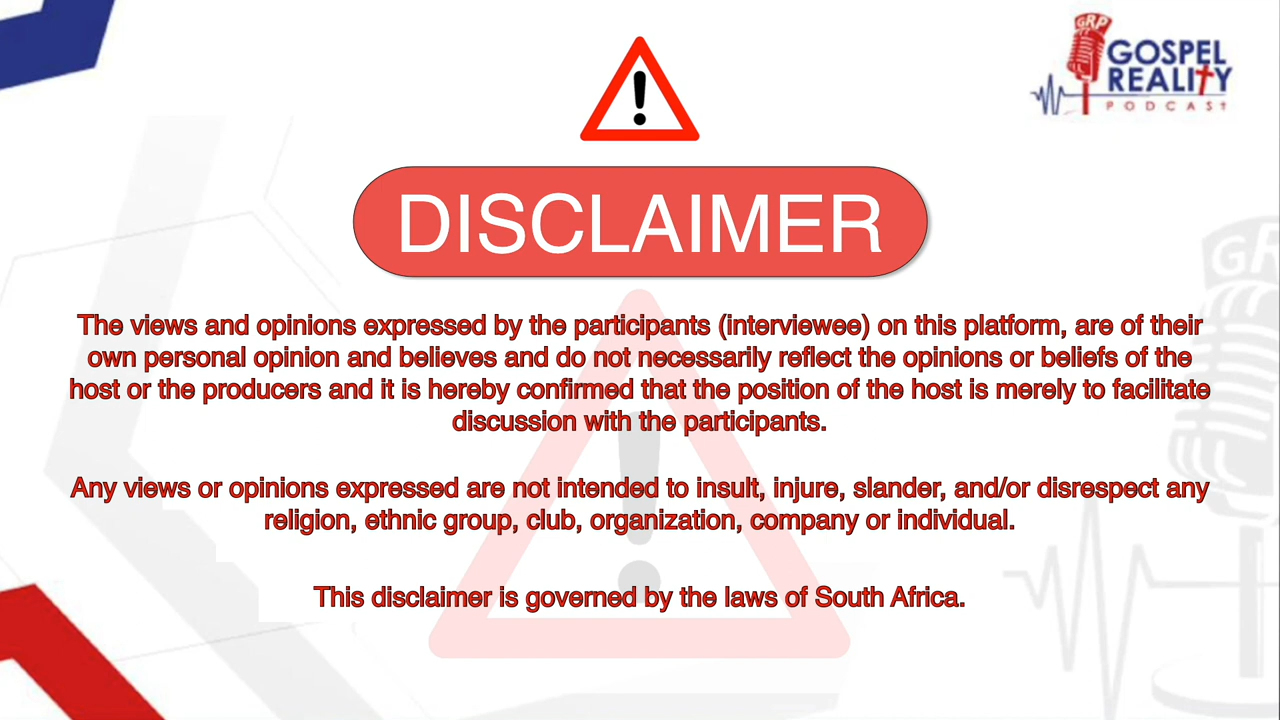 GRP
GOSPEL
REALITY
PODCAST
DISCLAIMER
The views and opinions expressed by the participants (interviewee) on this platform, are of their
own personal opinion and believes and do not necessarily reflect the opinions or beliefs of the
host or the producers and it is hereby confirmed that the position of the host is merely to facilitate
discussion with the participants.
Any views or opinions expressed are not intended to insult, injure, slander, and/or disrespect any
religion, ethnic group, club, organization, company or individual.
This disclaimer is governed by the laws of South Africa.
GRP